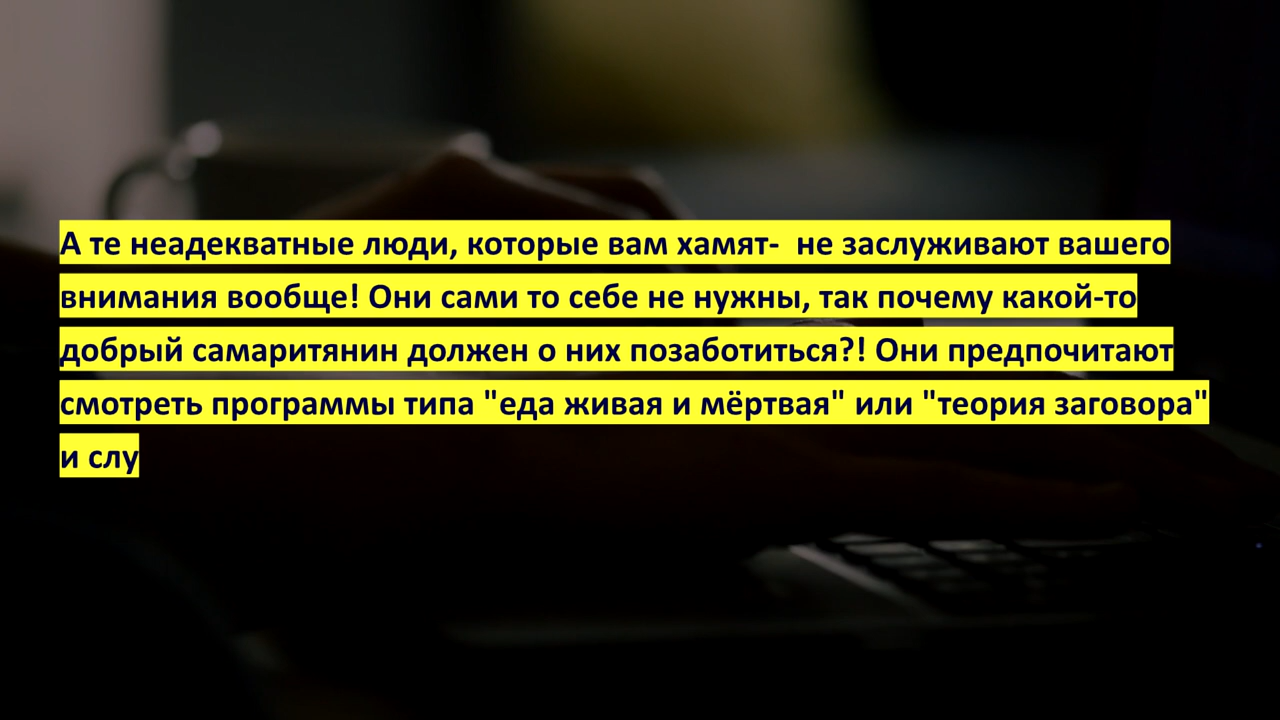 А те неадекватные люди, которые вам хамят-  не заслуживают вашего
внимания вообще! Они сами то себе не нужны, так почему какой-то
добрый самаритянин должен о них позаботиться?! Они предпочитают
смотреть программы типа "еда живая и мёртвая" или "теория заговора"
и слу